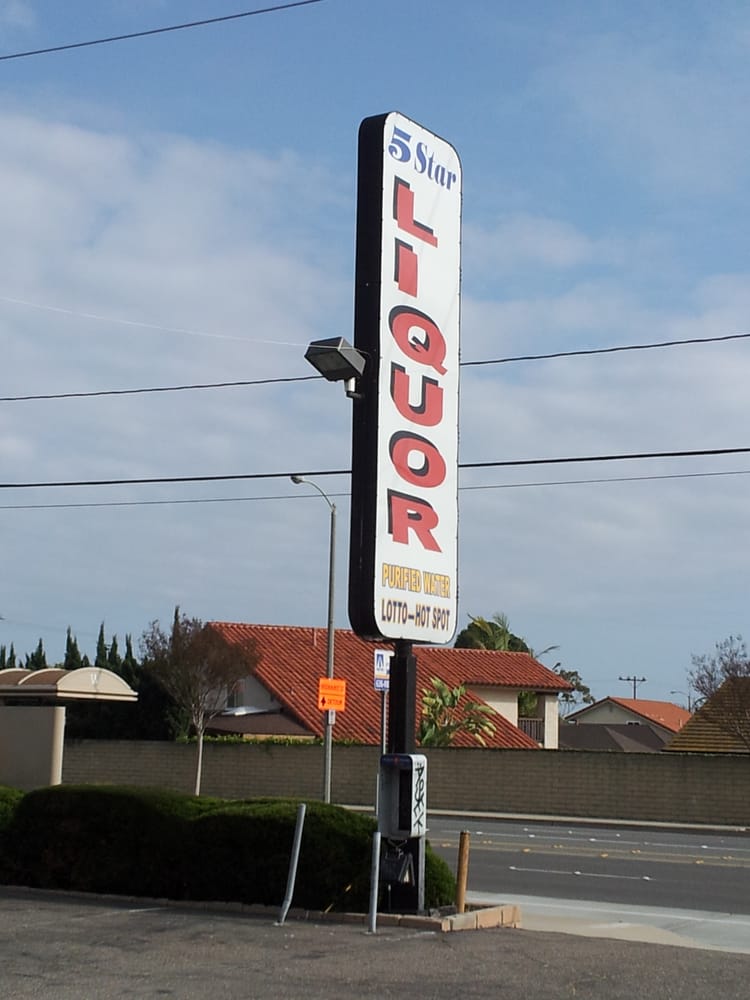 5 Star
LIQUOR
PURIFIED WATER
LOTTO—HOT SPOT